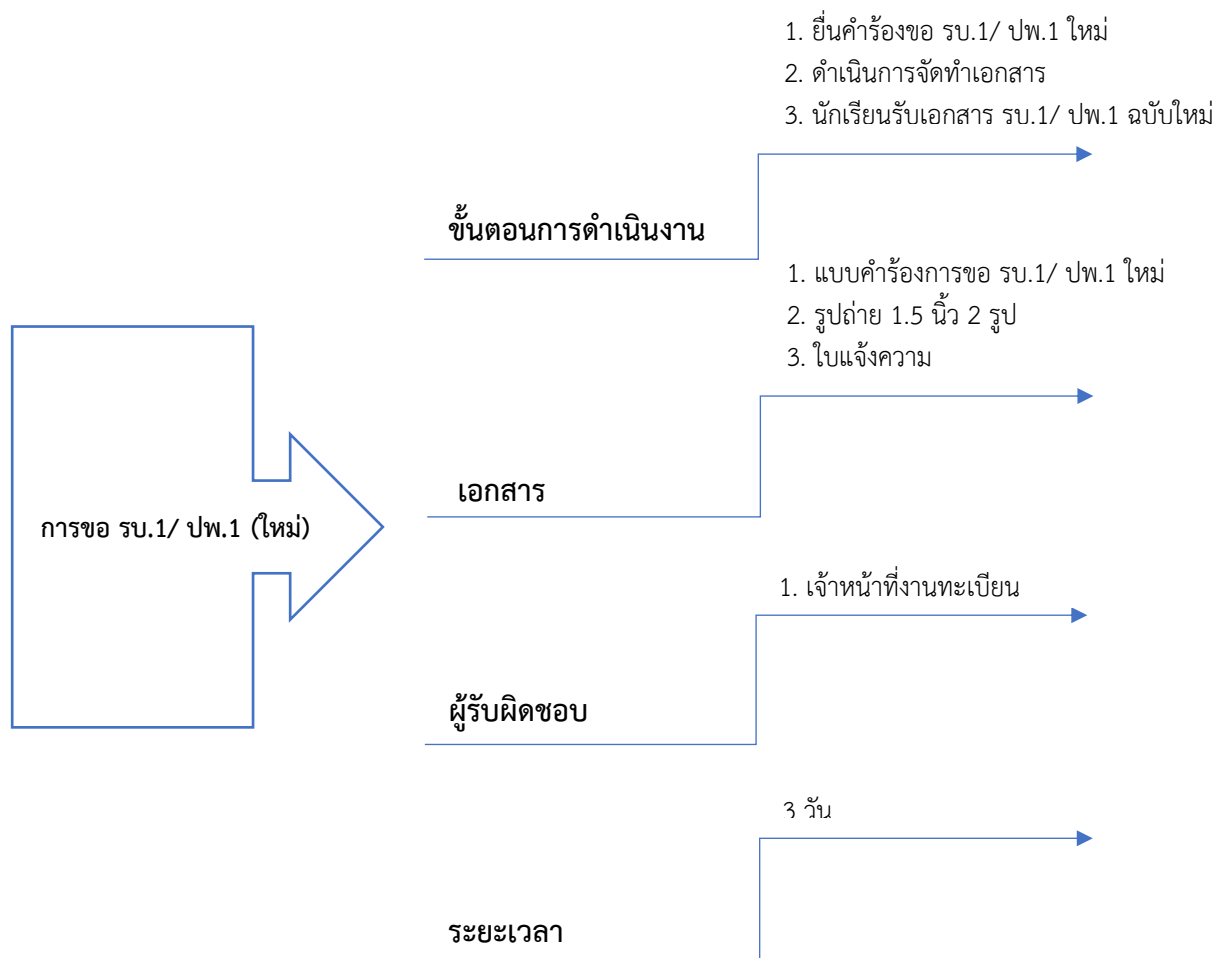 1. ยื่นคำร้องขอ รบ.1/ ปพ.1 ใหม่
2. ดำเนินการจัดทำเอกสาร
3. นักเรียนรับเอกสาร รบ.1/ ปพ.1 ฉบับใหม่
ขั้นตอนการดำเนินงาน
1. แบบคำร้องการขอ รบ.1/ ปพ.1 ใหม่
2. รูปถ่าย 1.5 นิ้ว 2 รูป
3. ใบแจ้งความ
เอกสาร
การขอ รบ.1/ ปพ.1 (ใหม่)
1. เจ้าหน้าที่งานทะเบียน
ผู้รับผิดชอบ
3 วัน
ระยะเวลา